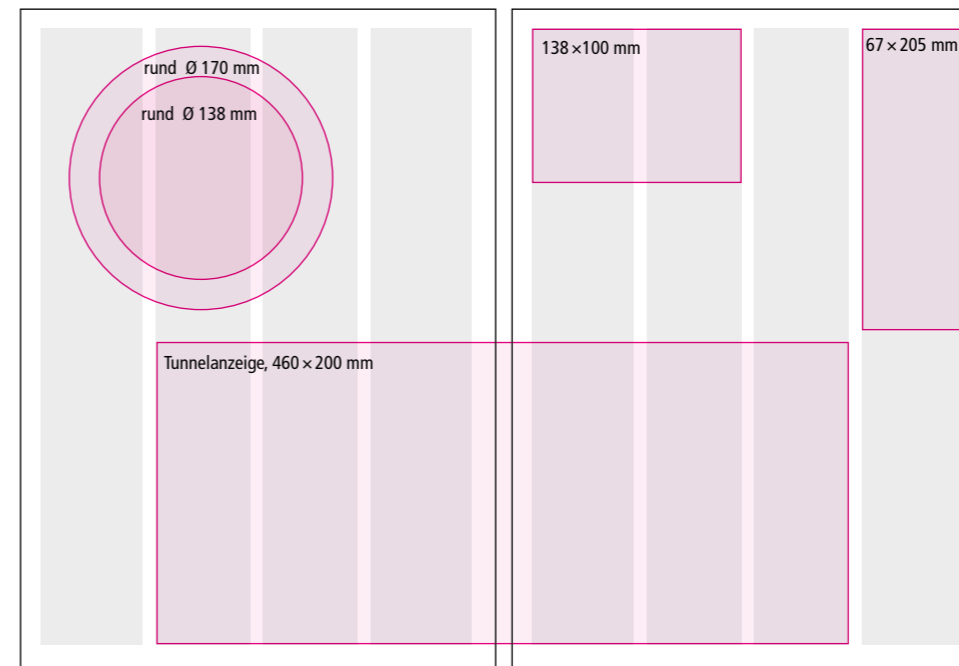 rund Ø 170 mm
rund Ø 138 mm
138 × 100 mm
67 × 205 mm
Tunnelanzeige, 460 × 200 mm